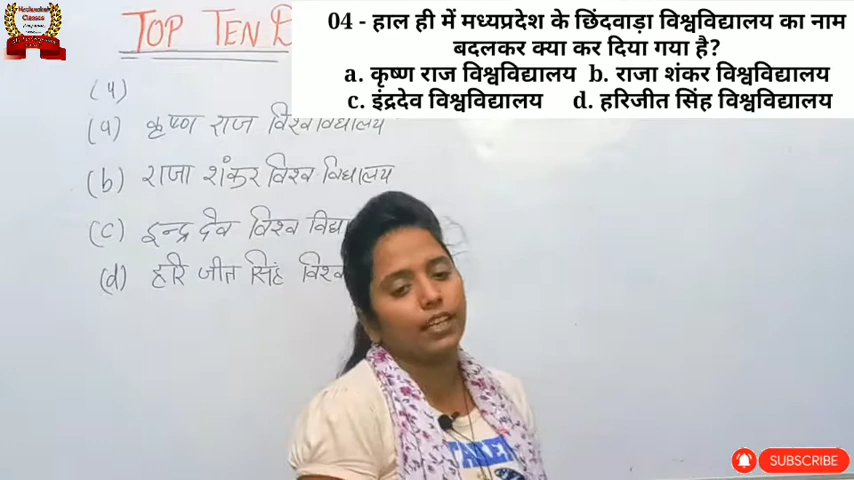 04 - हाल ही में मध्यप्रदेश के छिंदवाड़ा विश्वविद्यालय का नाम
बदलकर क्या कर दिया गया है?
a. कृष्ण राज विश्वविद्यालय b. राजा शंकर विश्वविद्यालय
c. इंद्रदेव विश्वविद्यालय d. हरिजीत सिंह विश्वविद्यालय
TOP TEN
(4)
(a) कृष्ण राज विश्व विद्यालय
(b) राजा शंकर विश्व विद्यालय
(c) इन्द्र देव विश्व विद्या
(d) हरि जीत सिंह विश्व
Classes
SUBSCRIBE